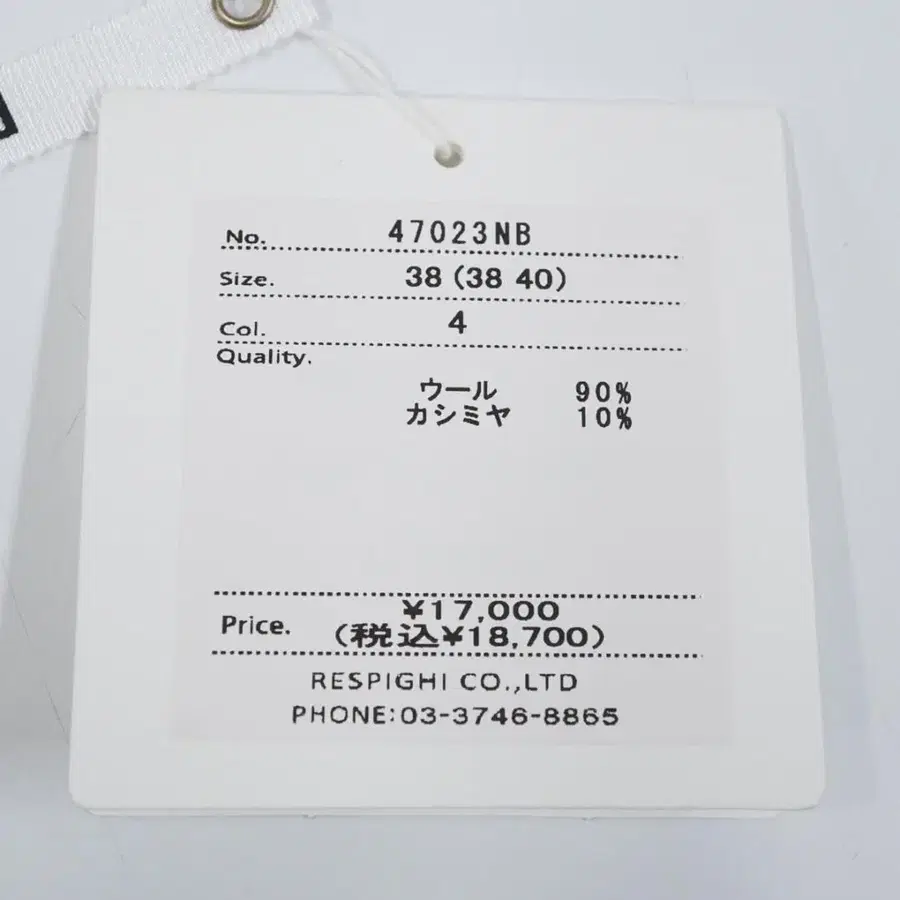 No. 47023NB
Size. 38 (38 40)
Col. 4
Quality.
ウール 90%
カシミヤ 10%
Price. ¥17,000
(税込¥18,700)
RESPIGHI CO.,LTD
PHONE:03-3746-8865